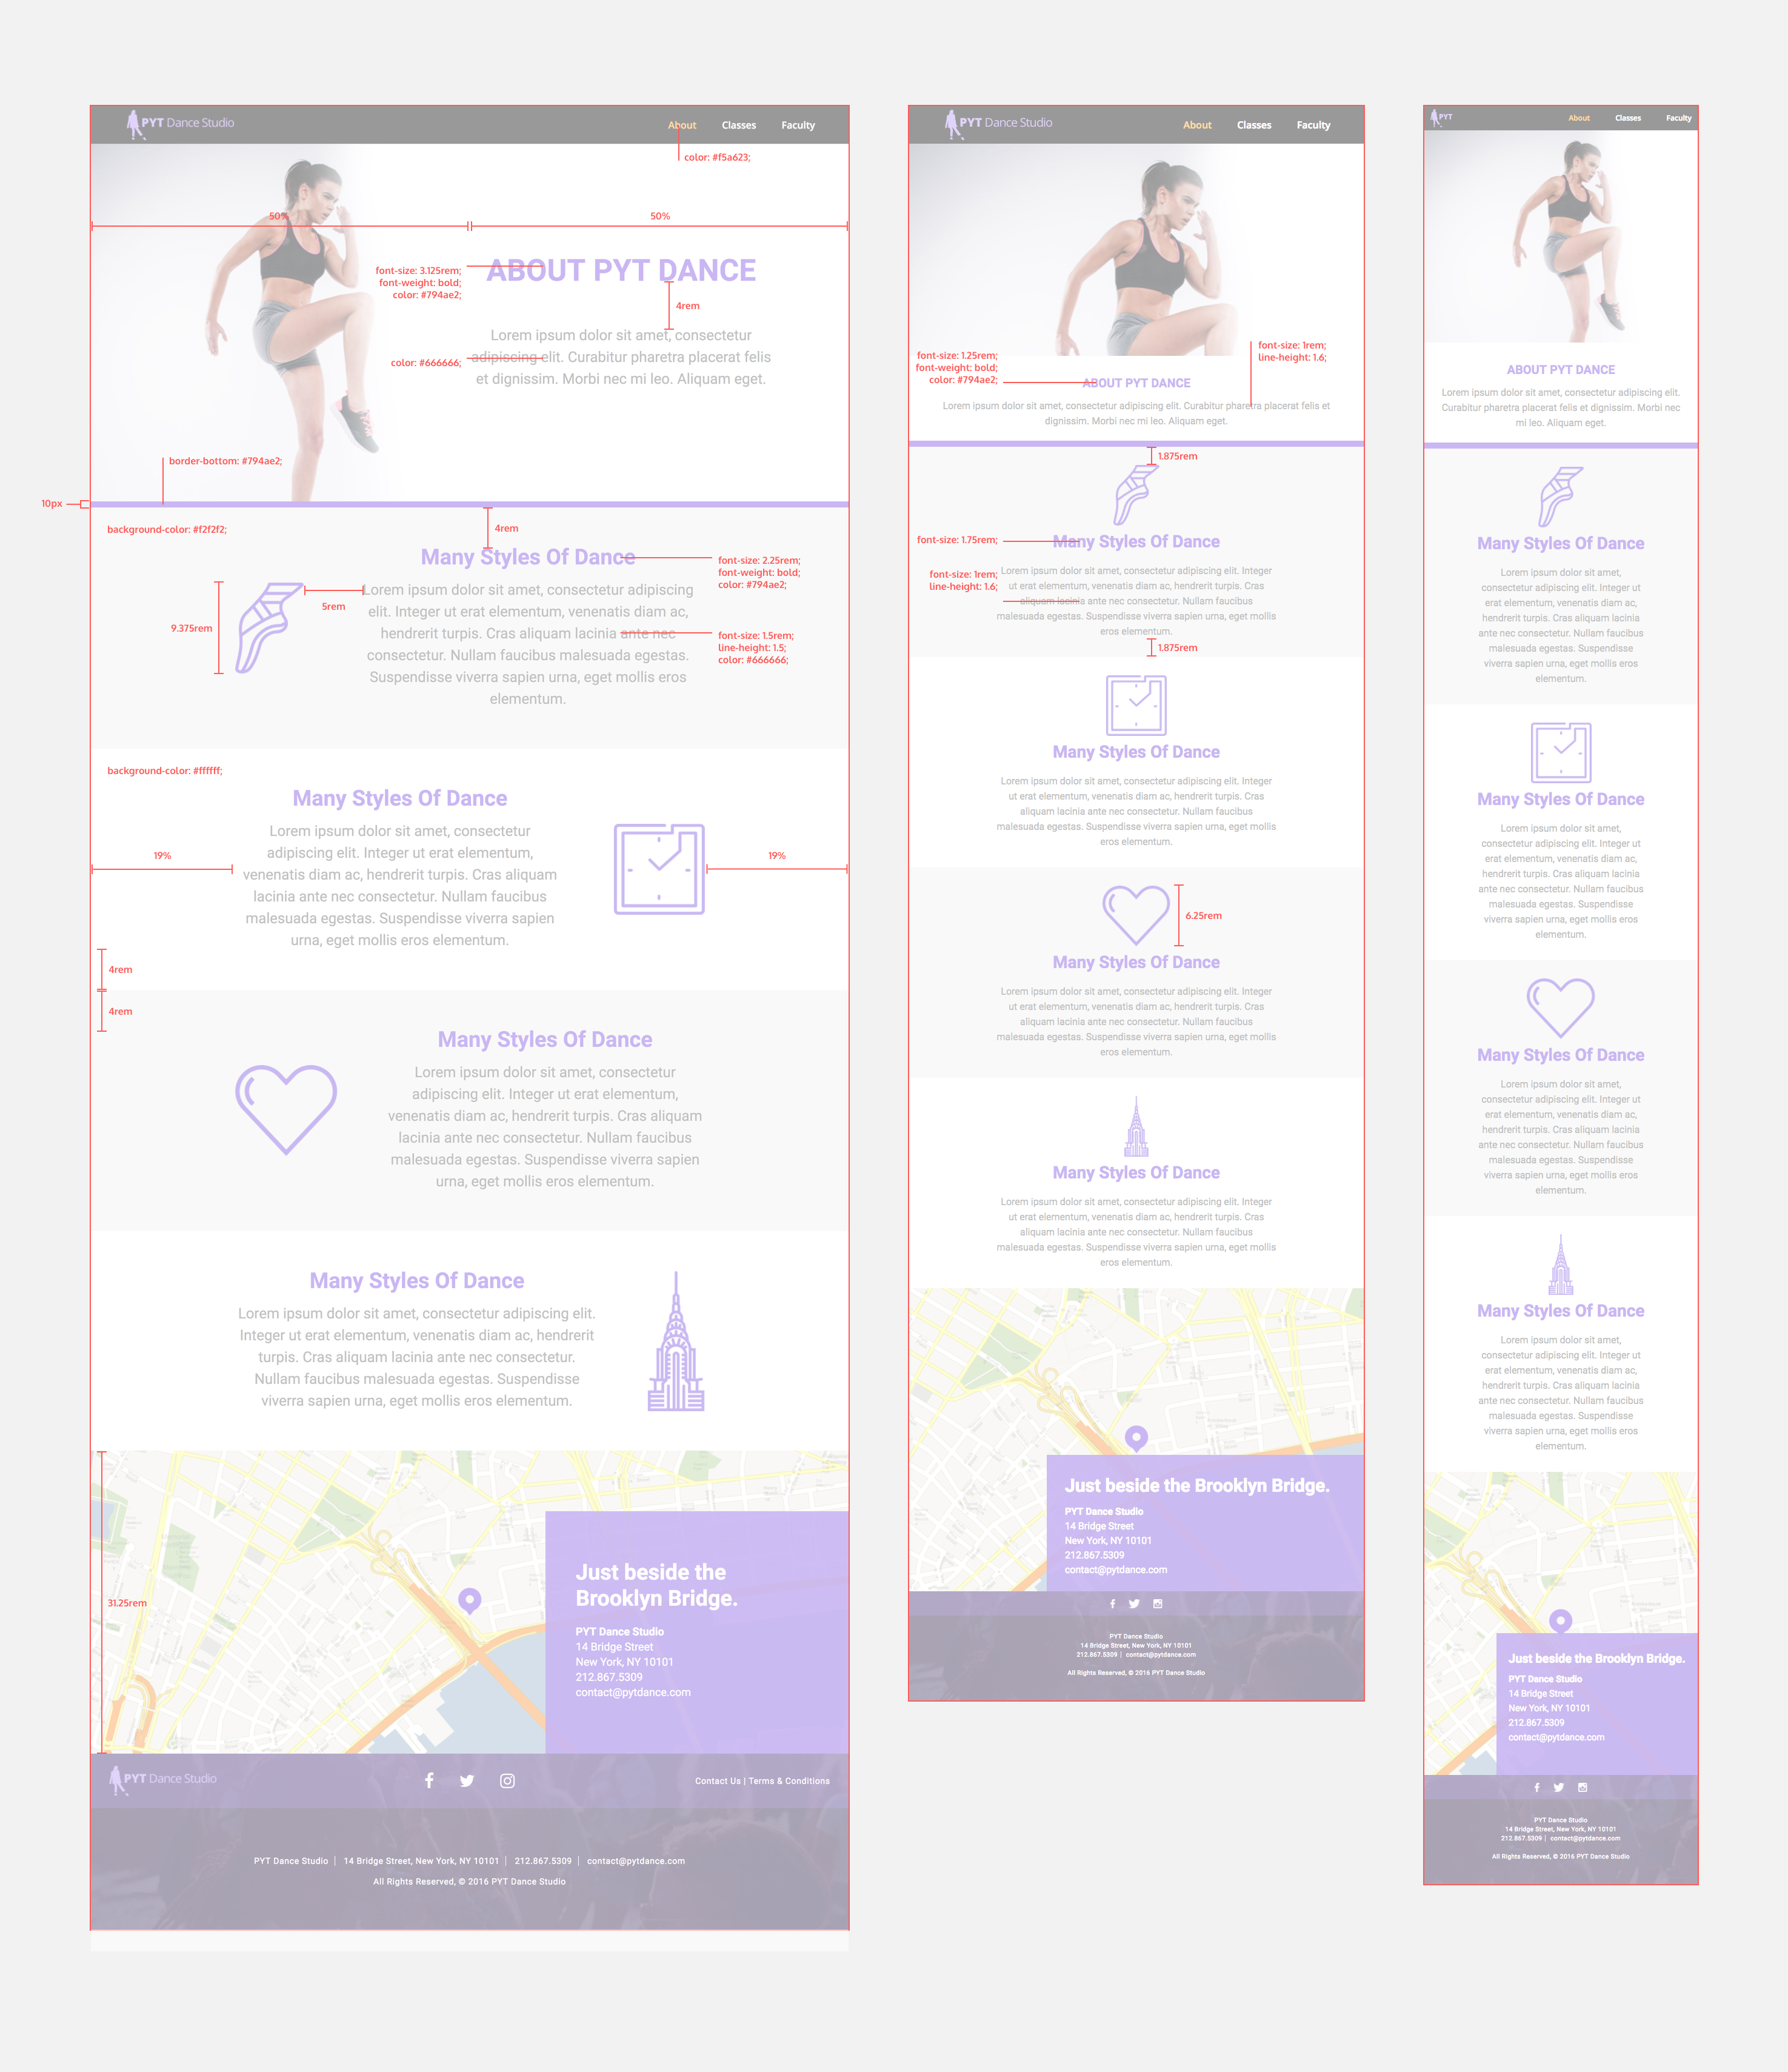 PYT Dance Studio
About
Classes
Faculty
color: #f5a623;
50%
50%
font-size: 3.125rem;
font-weight: bold;
color: #794ae2;
ABOUT PYT DANCE
4rem
Lorem ipsum dolor sit amet, consectetur
adipiscing elit. Curabitur pharetra placerat felis
et dignissim. Morbi nec mi leo. Aliquam eget.
color: #666666;
border-bottom: #794ae2;
10px
background-color: #f2f2f2;
4rem
Many Styles Of Dance
font-size: 2.25rem;
font-weight: bold;
color: #794ae2;
9.375rem
5rem
Lorem ipsum dolor sit amet, consectetur adipiscing
elit. Integer ut erat elementum, venenatis diam ac,
hendrerit turpis. Cras aliquam lacinia ante nec
consectetur. Nullam faucibus malesuada egestas.
Suspendisse viverra sapien urna, eget mollis eros
elementum.
font-size: 1.5rem;
line-height: 1.5;
color: #666666;
background-color: #ffffff;
Many Styles Of Dance
Lorem ipsum dolor sit amet, consectetur
adipiscing elit. Integer ut erat elementum,
venenatis diam ac, hendrerit turpis. Cras aliquam
lacinia ante nec consectetur. Nullam faucibus
malesuada egestas. Suspendisse viverra sapien
urna, eget mollis eros elementum.
19%
19%
4rem
4rem
Many Styles Of Dance
Lorem ipsum dolor sit amet, consectetur
adipiscing elit. Integer ut erat elementum,
venenatis diam ac, hendrerit turpis. Cras aliquam
lacinia ante nec consectetur. Nullam faucibus
malesuada egestas. Suspendisse viverra sapien
urna, eget mollis eros elementum.
Many Styles Of Dance
Lorem ipsum dolor sit amet, consectetur adipiscing elit.
Integer ut erat elementum, venenatis diam ac, hendrerit
turpis. Cras aliquam lacinia ante nec consectetur.
Nullam faucibus malesuada egestas. Suspendisse
viverra sapien urna, eget mollis eros elementum.
31.25rem
Just beside the
Brooklyn Bridge.
PYT Dance Studio
14 Bridge Street
New York, NY 10101
212.867.5309
contact@pytdance.com
PYT Dance Studio
Contact Us | Terms & Conditions
PYT Dance Studio | 14 Bridge Street, New York, NY 10101 | 212.867.5309 | contact@pytdance.com
All Rights Reserved, © 2016 PYT Dance Studio
PYT Dance Studio
About
Classes
Faculty
font-size: 1.25rem;
font-weight: bold;
color: #794ae2;
font-size: 1rem;
line-height: 1.6;
ABOUT PYT DANCE
Lorem ipsum dolor sit amet, consectetur adipiscing elit. Curabitur pharetra placerat felis et
dignissim. Morbi nec mi leo. Aliquam eget.
1.875rem
font-size: 1.75rem;
Many Styles Of Dance
font-size: 1rem;
line-height: 1.6;
Lorem ipsum dolor sit amet, consectetur adipiscing elit. Integer
ut erat elementum, venenatis diam ac, hendrerit turpis. Cras
aliquam lacinia ante nec consectetur. Nullam faucibus
malesuada egestas. Suspendisse viverra sapien urna, eget mollis
eros elementum.
1.875rem
Many Styles Of Dance
Lorem ipsum dolor sit amet, consectetur adipiscing elit. Integer
ut erat elementum, venenatis diam ac, hendrerit turpis. Cras
aliquam lacinia ante nec consectetur. Nullam faucibus
malesuada egestas. Suspendisse viverra sapien urna, eget mollis
eros elementum.
6.25rem
Many Styles Of Dance
Lorem ipsum dolor sit amet, consectetur adipiscing elit. Integer
ut erat elementum, venenatis diam ac, hendrerit turpis. Cras
aliquam lacinia ante nec consectetur. Nullam faucibus
malesuada egestas. Suspendisse viverra sapien urna, eget mollis
eros elementum.
Many Styles Of Dance
Lorem ipsum dolor sit amet, consectetur adipiscing elit. Integer
ut erat elementum, venenatis diam ac, hendrerit turpis. Cras
aliquam lacinia ante nec consectetur. Nullam faucibus
malesuada egestas. Suspendisse viverra sapien urna, eget mollis
eros elementum.
Just beside the Brooklyn Bridge.
PYT Dance Studio
14 Bridge Street
New York, NY 10101
212.867.5309
contact@pytdance.com
PYT Dance Studio
14 Bridge Street, New York, NY 10101
212.867.5309 | contact@pytdance.com
All Rights Reserved, © 2016 PYT Dance Studio
PYT
About
Classes
Faculty
ABOUT PYT DANCE
Lorem ipsum dolor sit amet, consectetur adipiscing elit.
Curabitur pharetra placerat felis et dignissim. Morbi nec
mi leo. Aliquam eget.
Many Styles Of Dance
Lorem ipsum dolor sit amet,
consectetur adipiscing elit. Integer ut
erat elementum, venenatis diam ac,
hendrerit turpis. Cras aliquam lacinia
ante nec consectetur. Nullam faucibus
malesuada egestas. Suspendisse
viverra sapien urna, eget mollis eros
elementum.
Many Styles Of Dance
Lorem ipsum dolor sit amet,
consectetur adipiscing elit. Integer ut
erat elementum, venenatis diam ac,
hendrerit turpis. Cras aliquam lacinia
ante nec consectetur. Nullam faucibus
malesuada egestas. Suspendisse
viverra sapien urna, eget mollis eros
elementum.
Many Styles Of Dance
Lorem ipsum dolor sit amet,
consectetur adipiscing elit. Integer ut
erat elementum, venenatis diam ac,
hendrerit turpis. Cras aliquam lacinia
ante nec consectetur. Nullam faucibus
malesuada egestas. Suspendisse
viverra sapien urna, eget mollis eros
elementum.
Many Styles Of Dance
Lorem ipsum dolor sit amet,
consectetur adipiscing elit. Integer ut
erat elementum, venenatis diam ac,
hendrerit turpis. Cras aliquam lacinia
ante nec consectetur. Nullam faucibus
malesuada egestas. Suspendisse
viverra sapien urna, eget mollis eros
elementum.
Just beside the Brooklyn Bridge.
PYT Dance Studio
14 Bridge Street
New York, NY 10101
212.867.5309
contact@pytdance.com
PYT Dance Studio
14 Bridge Street, New York, NY 10101
212.867.5309 | contact@pytdance.com
All Rights Reserved, © 2016 PYT Dance Studio